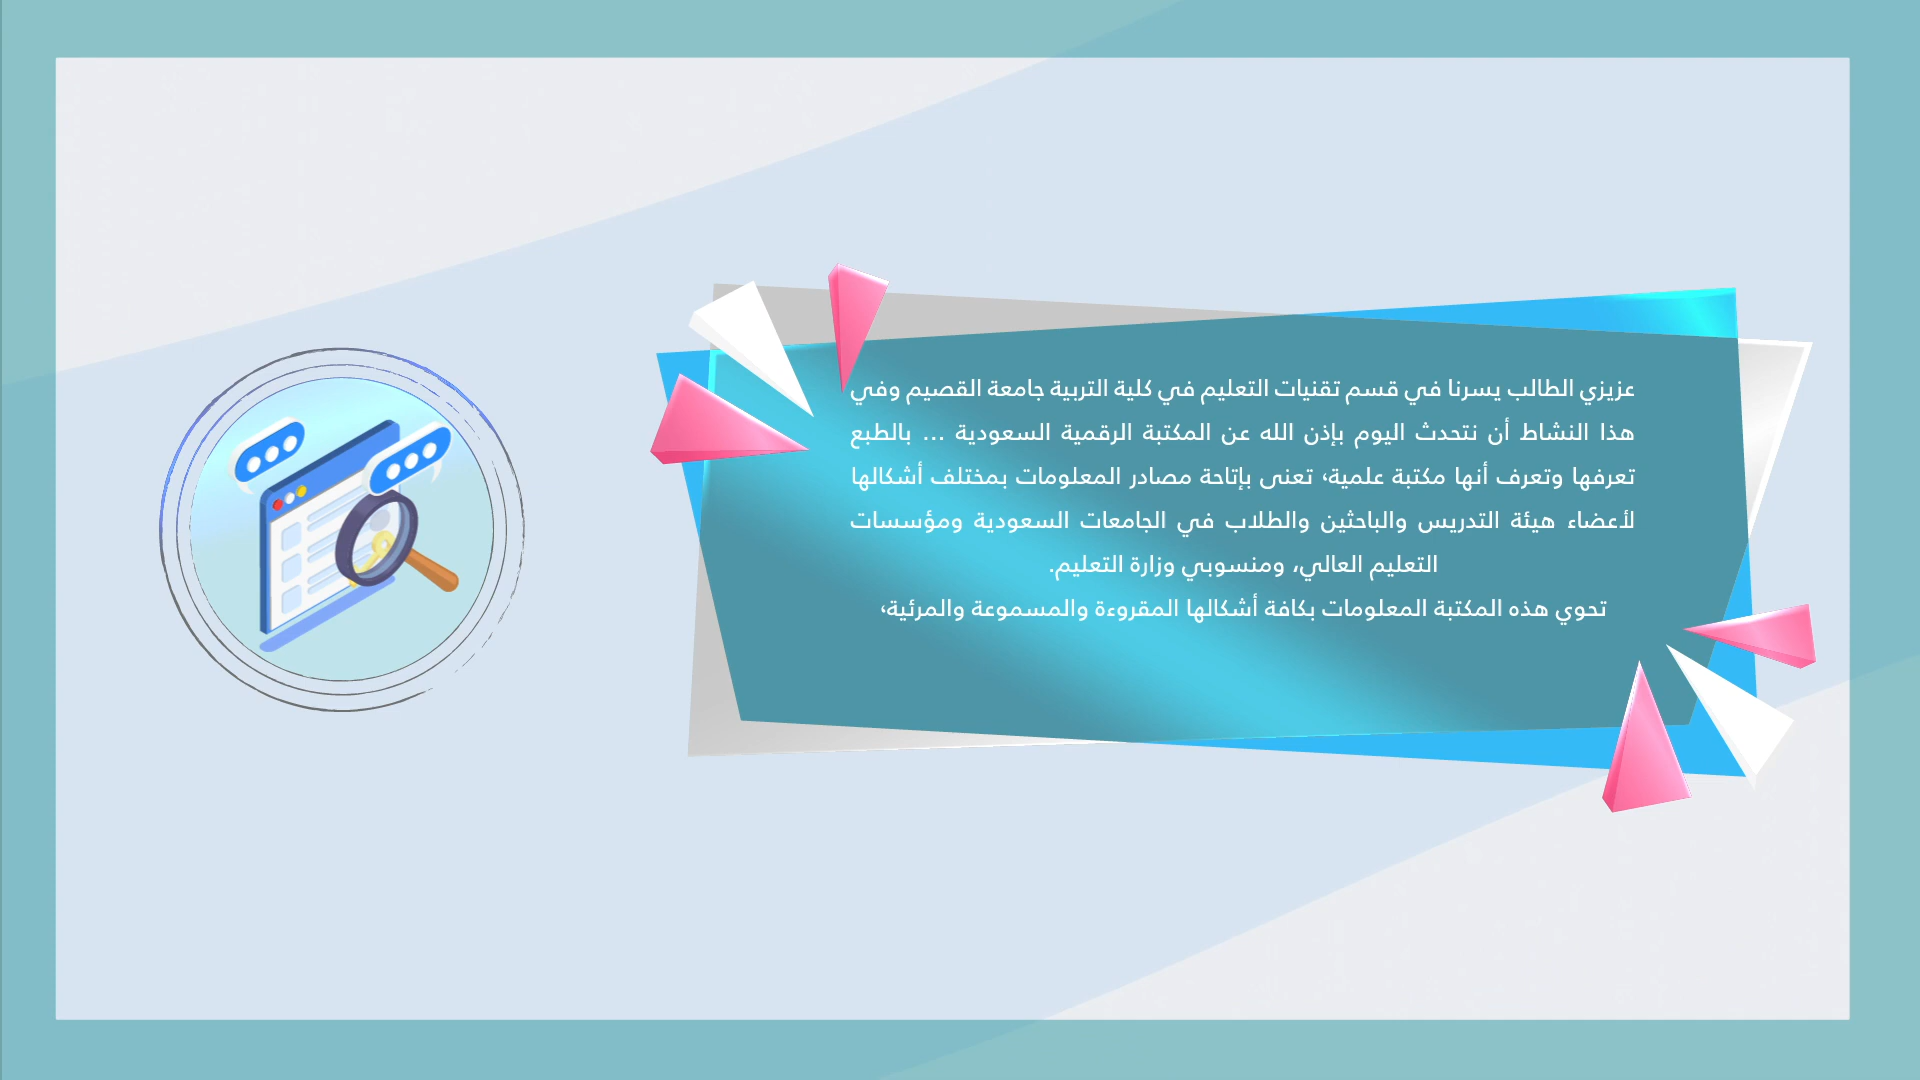 عزيزي الطالب يسرنا في قسم تقنيات التعليم في كلية التربية جامعة القصيم وفي
هذا النشاط أن نتحدث اليوم بإذن الله عن المكتبة الرقمية السعودية ... بالطبع
تعرفها وتعرف أنها مكتبة علمية، تعنى بإتاحة مصادر المعلومات بمختلف أشكالها
لأعضاء هيئة التدريس والباحثين والطلاب في الجامعات السعودية ومؤسسات
التعليم العالي، ومنسوبي وزارة التعليم.
تحوي هذه المكتبة المعلومات بكافة أشكالها المقروءة والمسموعة والمرئية،